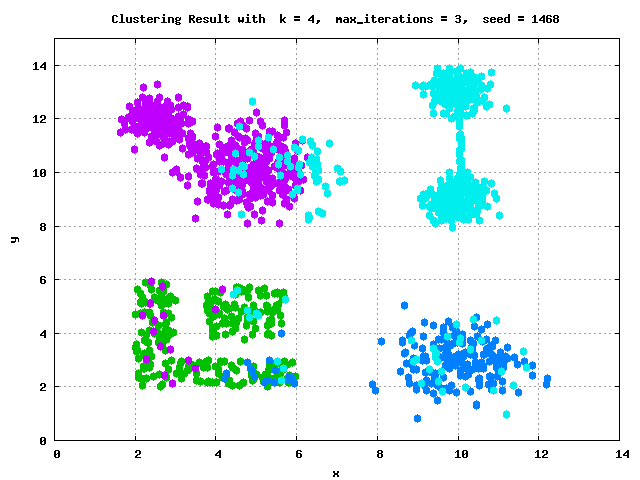 Clustering Result with k = 4, max_iterations = 3, seed = 1468
14
12
10
8
6
4
2
0
y
0 2 4 6 8 10 12 14
x